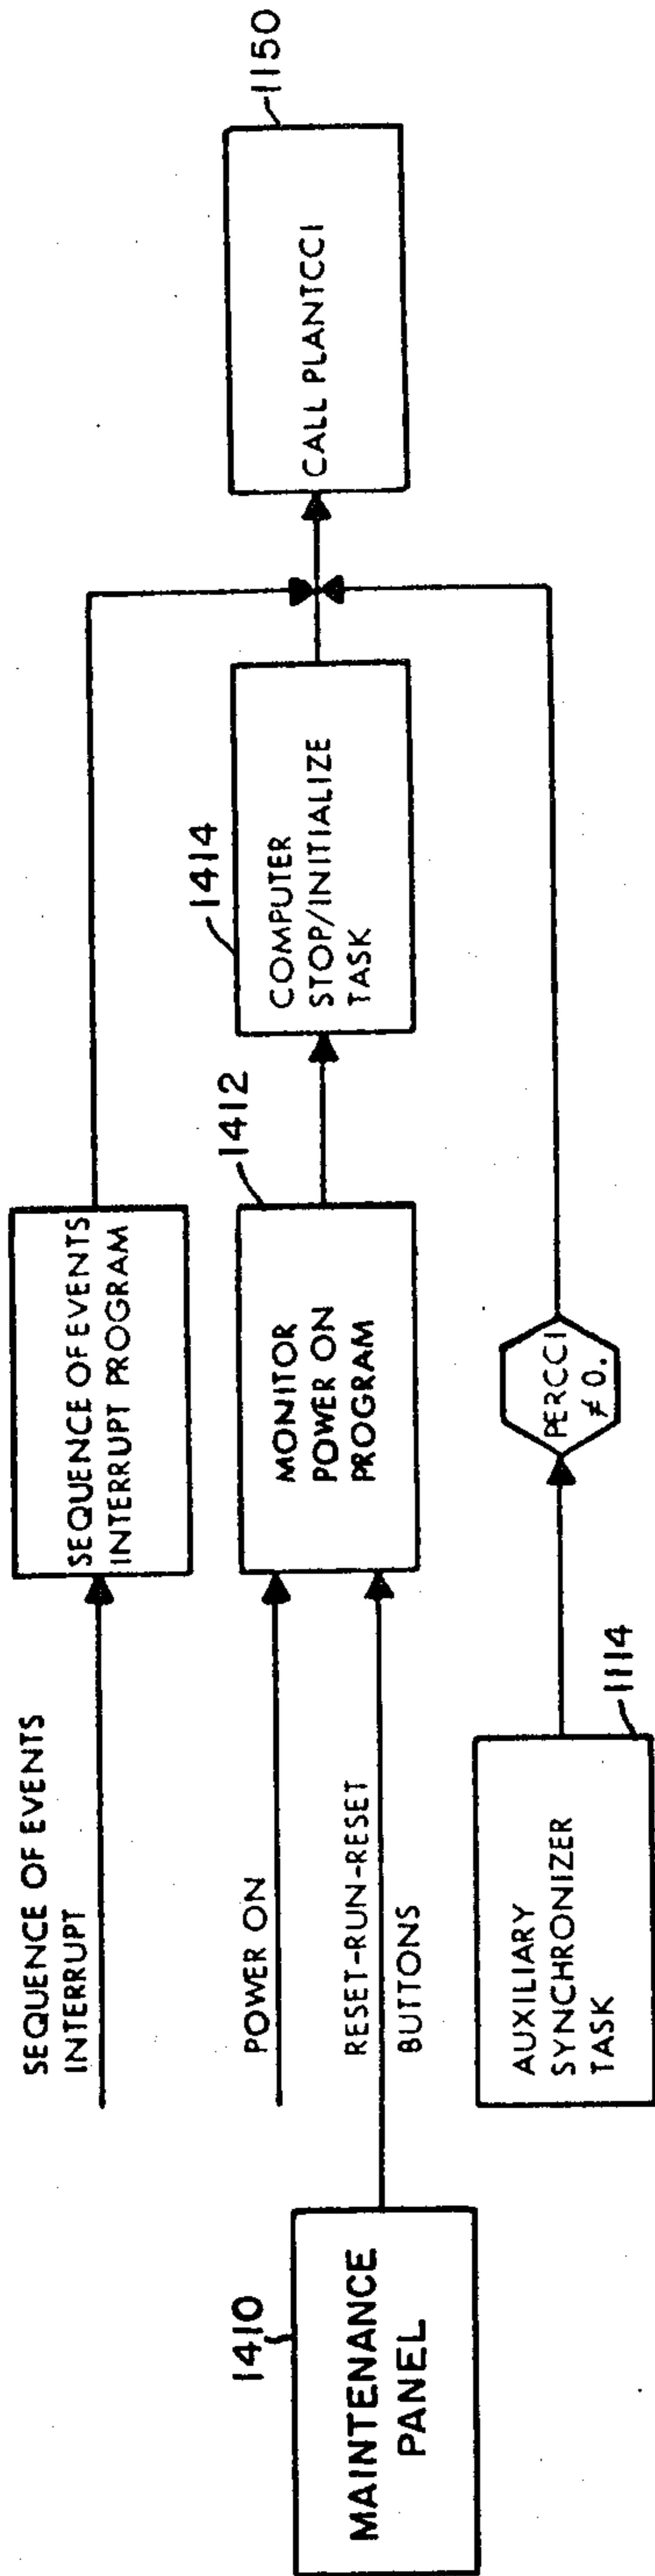 SEQUENCE OF EVENTS
INTERRUPT
SEQUENCE OF EVENTS
INTERRUPT PROGRAM
1410
MAINTENANCE
PANEL
POWER ON
RESET-RUN-RESET
BUTTONS
1412
MONITOR
POWER ON
PROGRAM
1414
COMPUTER
STOP/INITIALIZE
TASK
1150
CALL PLANTCCI
AUXILIARY
SYNCHRONIZER
TASK
1114
PERCCI
≠ 0.